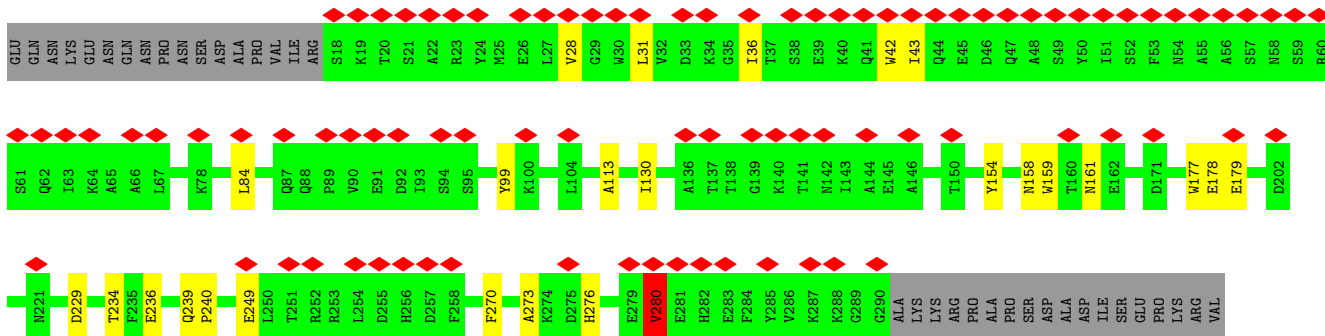 GLU GLN ASN LYS GLU ASN GLN ASN PRO ASN SER ASP ALA PRO VAL ILE ARG S18 K19 T20 S21 A22 R23 Y24 M25 E26 L27 V28 G29 W30 L31 V32 D33 K34 G35 I36 T37 S38 E39 K40 Q41 W42 I43 Q44 E45 D46 Q47 A48 S49 Y50 I51 S52 F53 N54 A55 A56 S57 N58 S59 R60
S61 Q62 I63 K64 A65 A66 L67 K78 L84 Q87 Q88 P89 V90 E91 D92 I93 S94 S95 Y99 K100 L104 A113 I130 A136 T137 T138 G139 K140 T141 N142 I143 A144 E145 A146 T150 Y154 N158 W159 T160 N161 E162 D171 W177 E178 E179 D202
N221 D229 T234 F235 E236 Q239 P240 E249 L250 T251 R252 R253 L254 D255 H256 D257 F258 F270 A273 K274 D275 H276 E279 V280 E281 H282 E283 F284 Y285 V286 K287 K288 G289 G290 ALA LYS LYS ARG PRO ALA PRO SER ASP ALA ASP ILE SER GLU PRO LYS ARG VAL